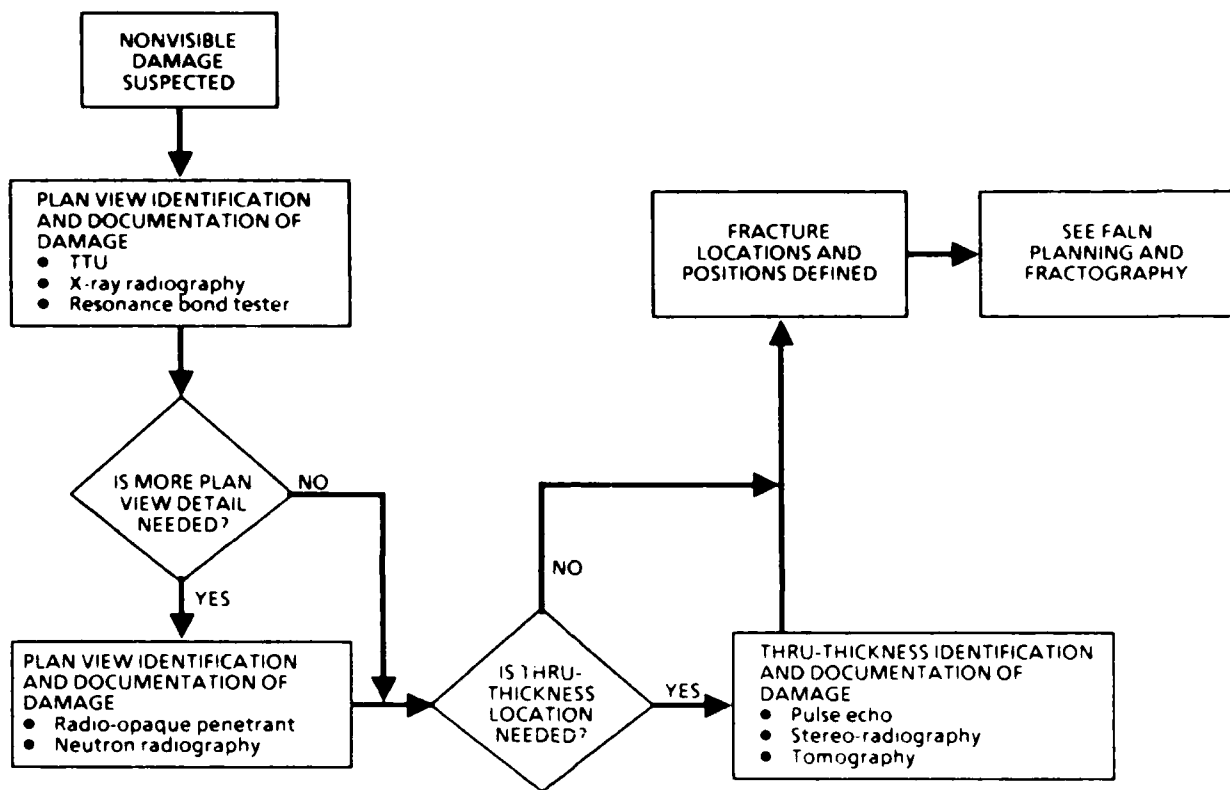 NONVISIBLE
DAMAGE
SUSPECTED
PLAN VIEW IDENTIFICATION
AND DOCUMENTATION OF
DAMAGE
● TTU
● X-ray radiography
● Resonance bond tester
IS MORE PLAN
VIEW DETAIL
NEEDED?
NO
YES
PLAN VIEW IDENTIFICATION
AND DOCUMENTATION OF
DAMAGE
● Radio-opaque penetrant
● Neutron radiography
IS THRU-
THICKNESS
LOCATION
NEEDED?
NO
YES
THRU-THICKNESS IDENTIFICATION
AND DOCUMENTATION OF
DAMAGE
● Pulse echo
● Stereo-radiography
● Tomography
FRACTURE
LOCATIONS AND
POSITIONS DEFINED
SEE FALN
PLANNING AND
FRACTOGRAPHY